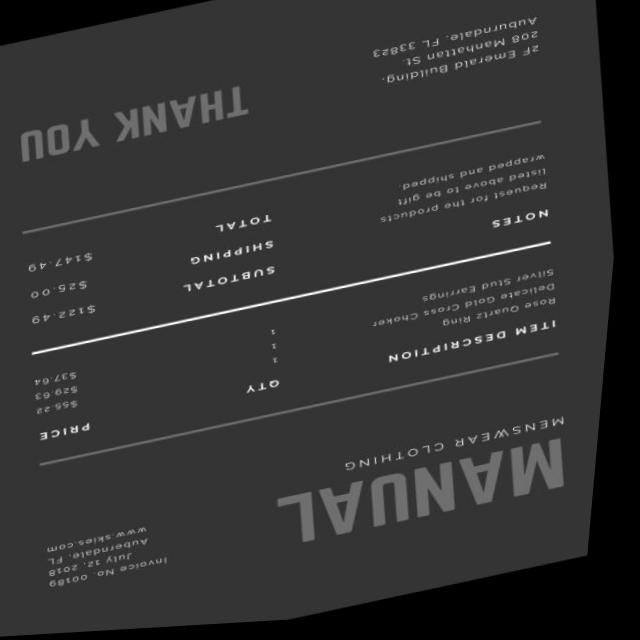 MANUAL
MENSWEAR CLOTHING
Invoice No. 00189
July 12, 2018
Auberndale, FL
www.skies.com
ITEM DESCRIPTION QTY PRICE
Rose Quartz Ring 1 $55.22
Delicate Gold Cross Choker 1 $29.63
Silver Stud Earrings 1 $37.64
NOTES
Request for the products
listed above to be gift
wrapped and shipped.
SUBTOTAL $122.49
SHIPPING $25.00
TOTAL $147.49
2F Emerald Building,
208 Manhattan St.
Auburndale, FL 33823
THANK YOU